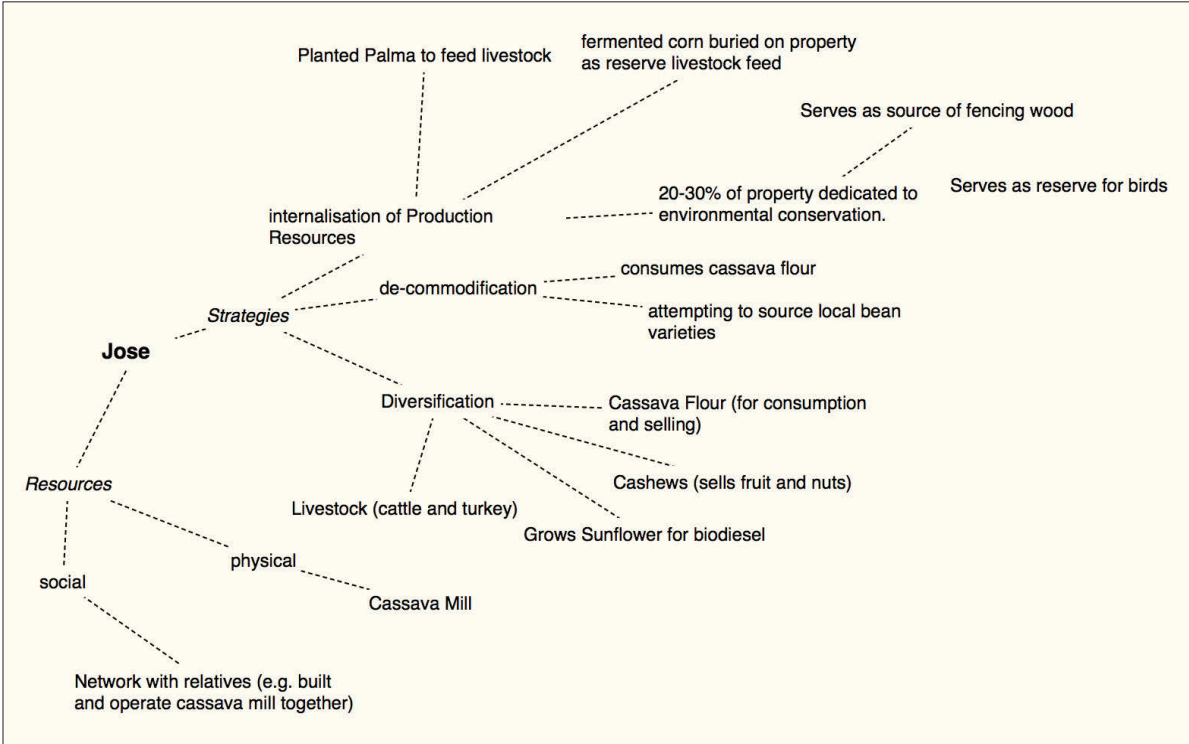 Planted Palma to feed livestock
fermented corn buried on property
as reserve livestock feed
Serves as source of fencing wood
Serves as reserve for birds
20-30% of property dedicated to
environmental conservation.
internalisation of Production
Resources
consumes cassava flour
de-commodification
attempting to source local bean
varieties
Strategies
Jose
Diversification
Cassava Flour (for consumption
and selling)
Cashews (sells fruit and nuts)
Resources
Livestock (cattle and turkey)
Grows Sunflower for biodiesel
physical
social
Cassava Mill
Network with relatives (e.g. built
and operate cassava mill together)